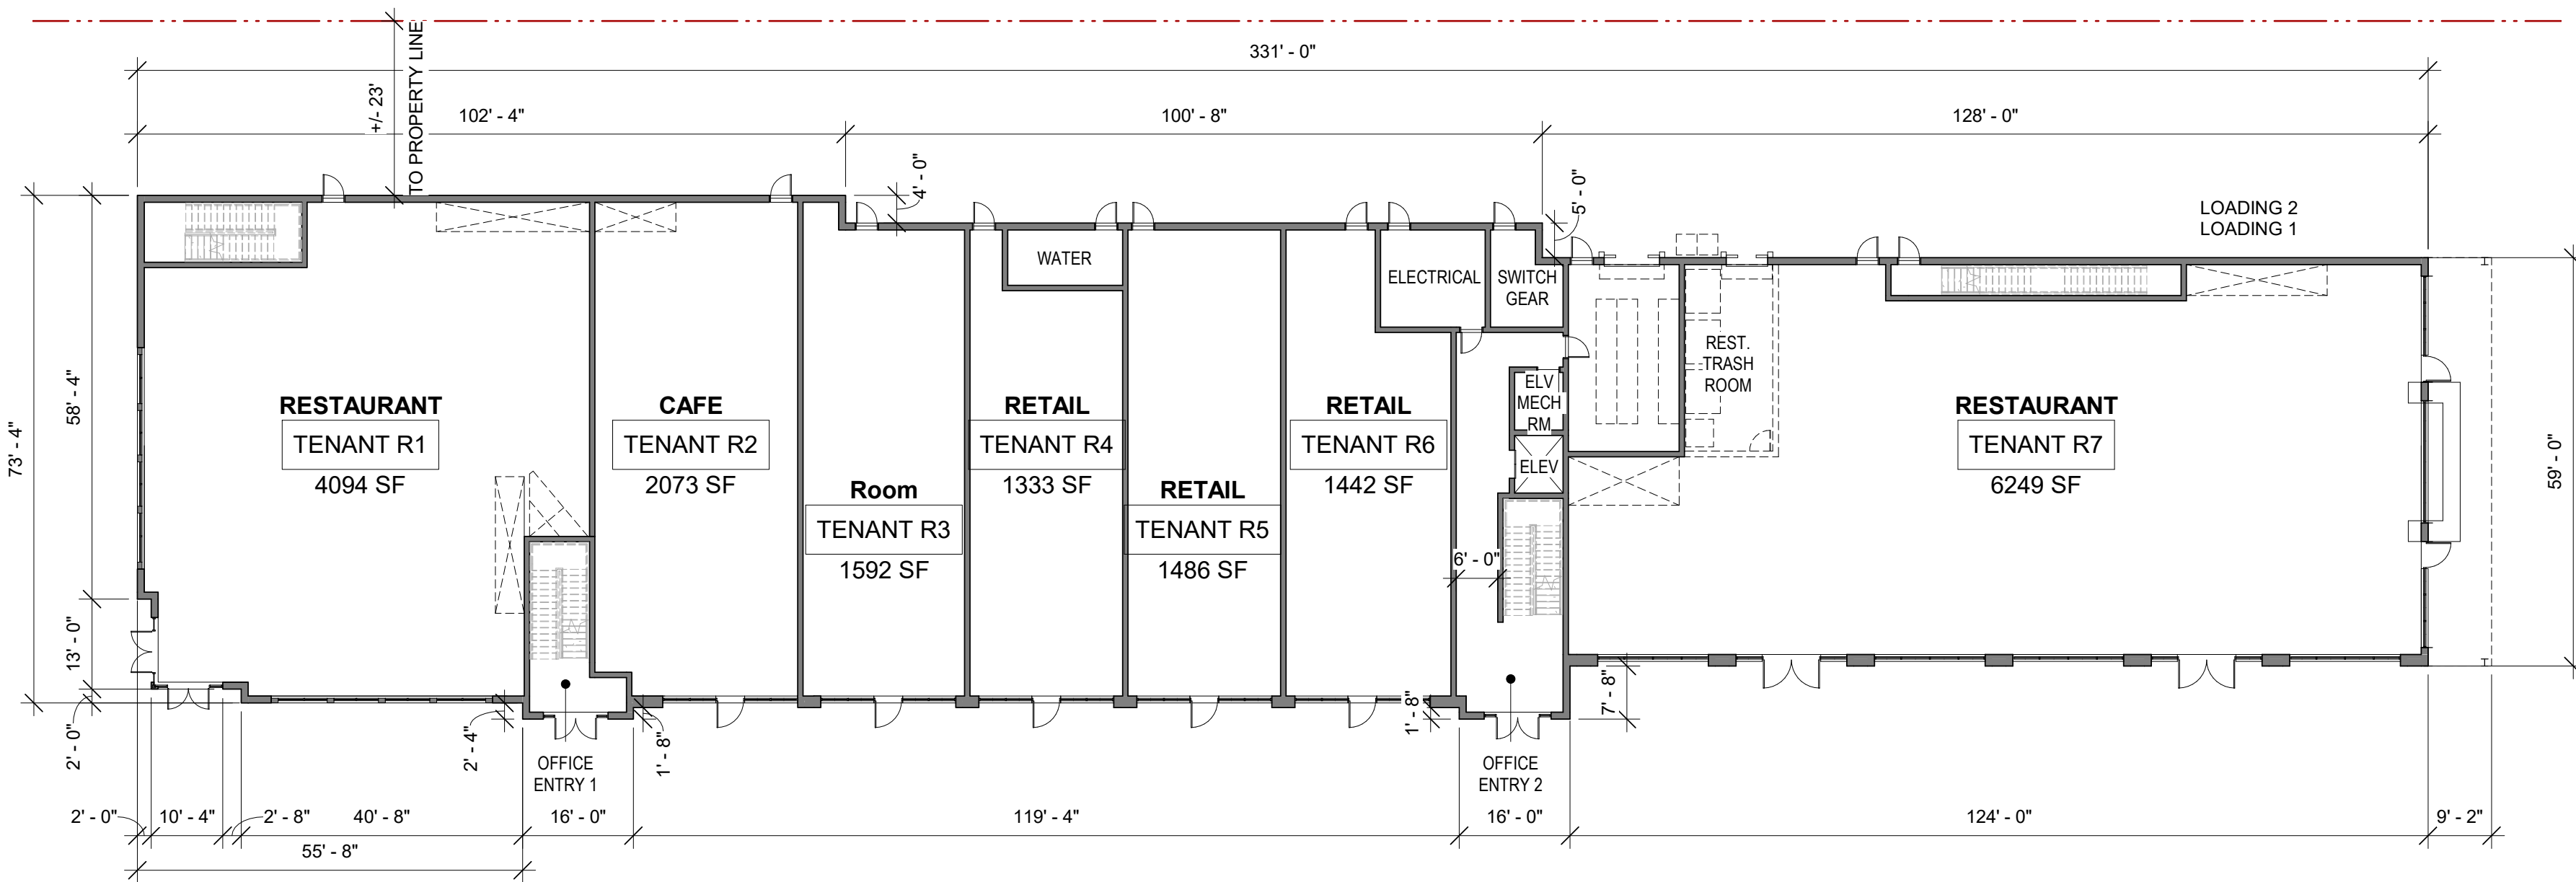 331' - 0"
+/- 23'
TO PROPERTY LINE
102' - 4"
100' - 8"
128' - 0"
4' - 0"
5' - 0"
LOADING 2
LOADING 1
WATER
ELECTRICAL
SWITCH
GEAR
REST.
TRASH
ROOM
ELV
MECH
RM
ELEV
73' - 4"
58' - 4"
13' - 0"
2' - 0"
59' - 0"
RESTAURANT
TENANT R1
4094 SF
CAFE
TENANT R2
2073 SF
Room
TENANT R3
1592 SF
RETAIL
TENANT R4
1333 SF
RETAIL
TENANT R5
1486 SF
RETAIL
TENANT R6
1442 SF
RESTAURANT
TENANT R7
6249 SF
6' - 0"
2' - 4"
1' - 8"
1' - 8"
7' - 8"
OFFICE
ENTRY 1
OFFICE
ENTRY 2
2' - 0"
10' - 4"
2' - 8"
40' - 8"
16' - 0"
119' - 4"
16' - 0"
124' - 0"
9' - 2"
55' - 8"